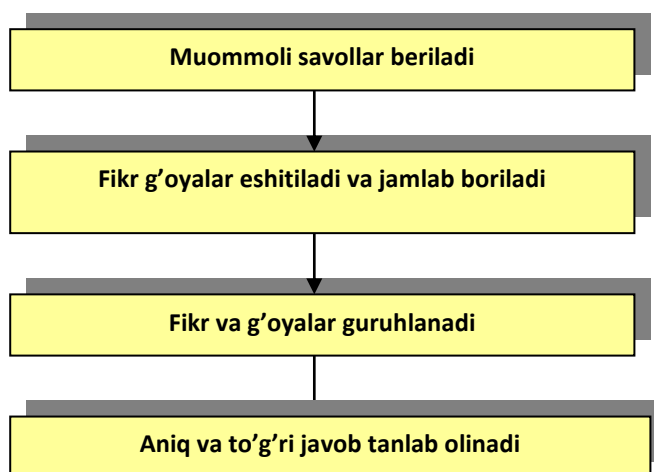 Muommoli savollar beriladi
Fikr g’oyalar eshitiladi va jamlab boriladi
Fikr va g’oyalar guruhlanadi
Aniq va to’g’ri javob tanlab olinadi